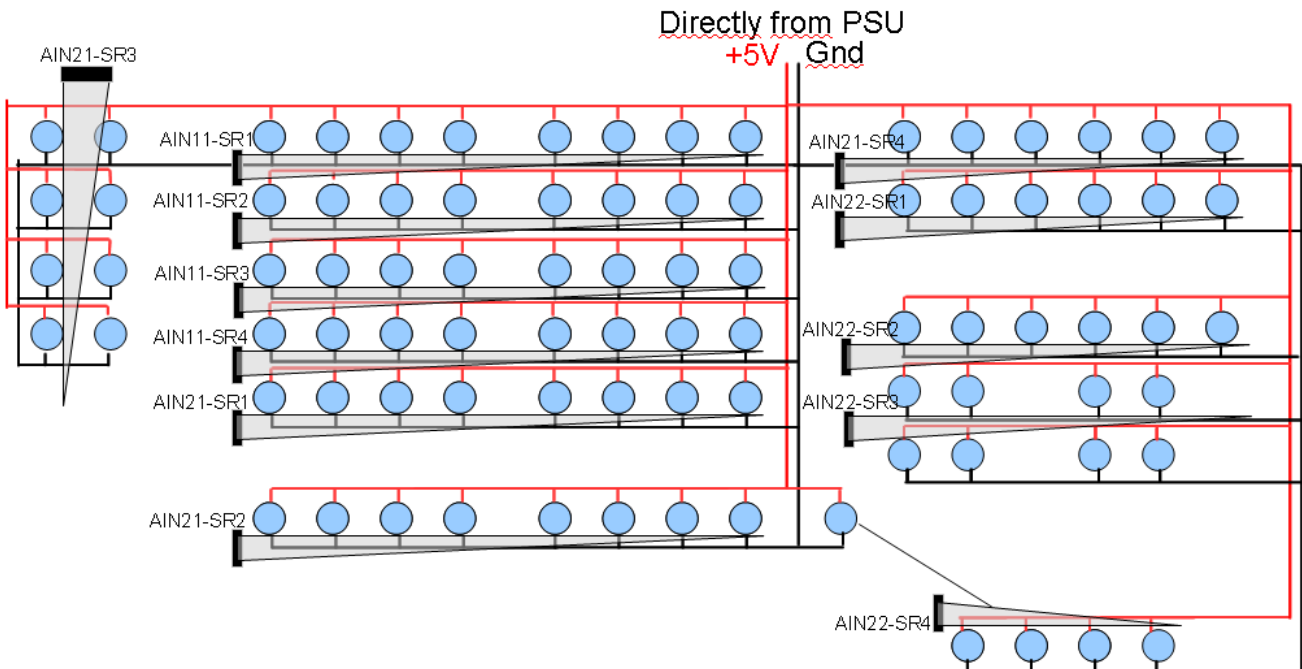 Directly from PSU
+5V Gnd
AIN21-SR3
AIN11-SR1
AIN21-SR4
AIN11-SR2
AIN22-SR1
AIN11-SR3
AIN11-SR4
AIN22-SR2
AIN21-SR1
AIN22-SR3
AIN21-SR2
AIN22-SR4